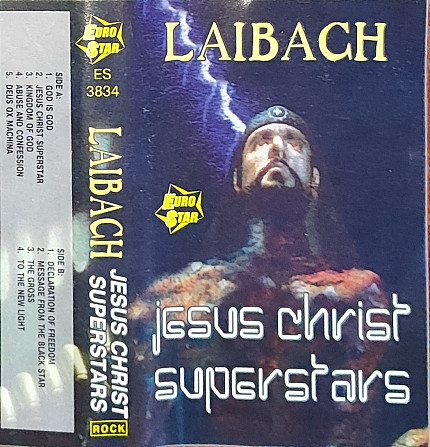 SIDE A:
1. GOD IS GOD
2. JESUS CHRIST SUPERSTAR
3. KINGDOM OF GOD
4. ABUSE AND CONFESSION
5. DEUS OX MACHINA
SIDE B:
1. DECLARATION OF FREEDOM
2. MESSAGE FROM THE BLACK STAR
3. THE GROSS
4. TO THE NEW LIGHT
EURO
STAR
ES
3834
LAIBACH
JESUS CHRIST
SUPERSTARS
ROCK
LAIBACH
EURO
STAR
jesus christ
superstars